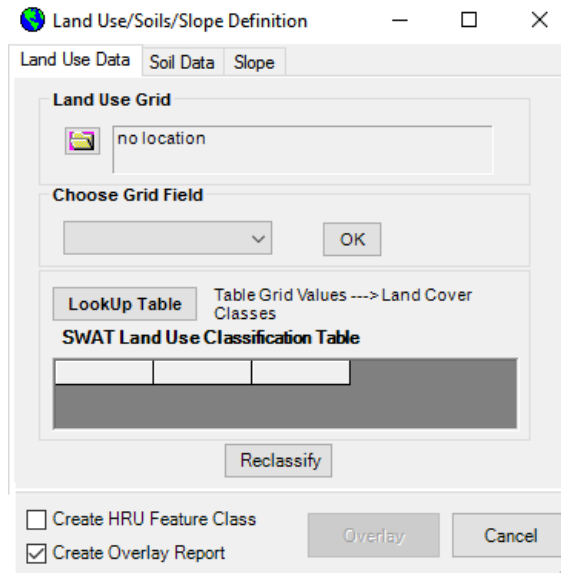 Land Use/Soils/Slope Definition
Land Use Data Soil Data Slope
Land Use Grid
no location
Choose Grid Field
OK
LookUp Table
Table Grid Values --->Land Cover
Classes
SWAT Land Use Classification Table
Reclassify
Create HRU Feature Class
Create Overlay Report
Overlay
Cancel